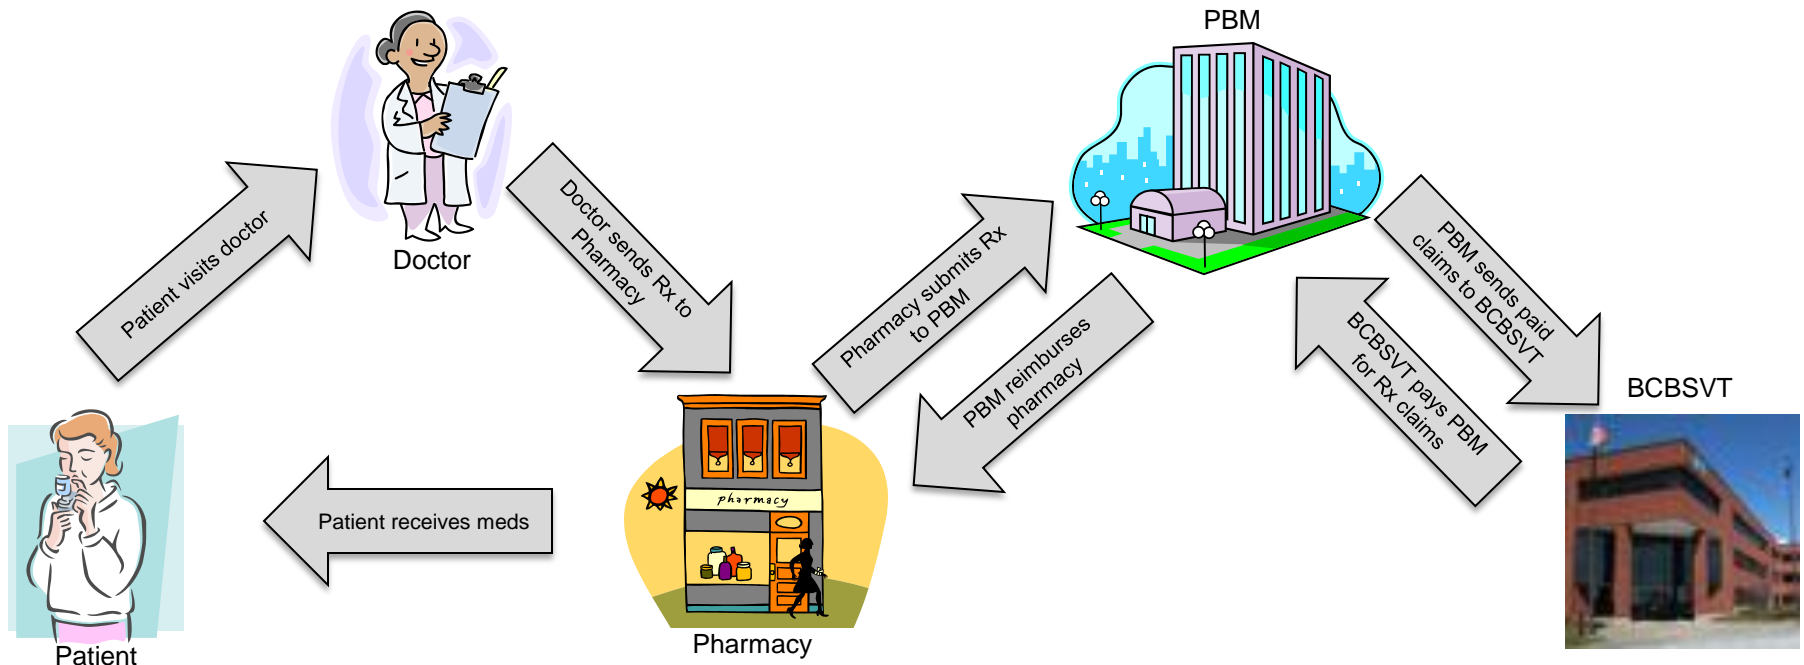 PBM
Doctor
Patient visits doctor
Doctor sends Rx to
Pharmacy
Pharmacy submits Rx
to PBM
PBM reimburses
pharmacy
PBM sends paid
claims to BCBSVT
BCBSVT pays PBM
for Rx claims
BCBSVT
Patient receives meds
pharmacy
Pharmacy
Patient